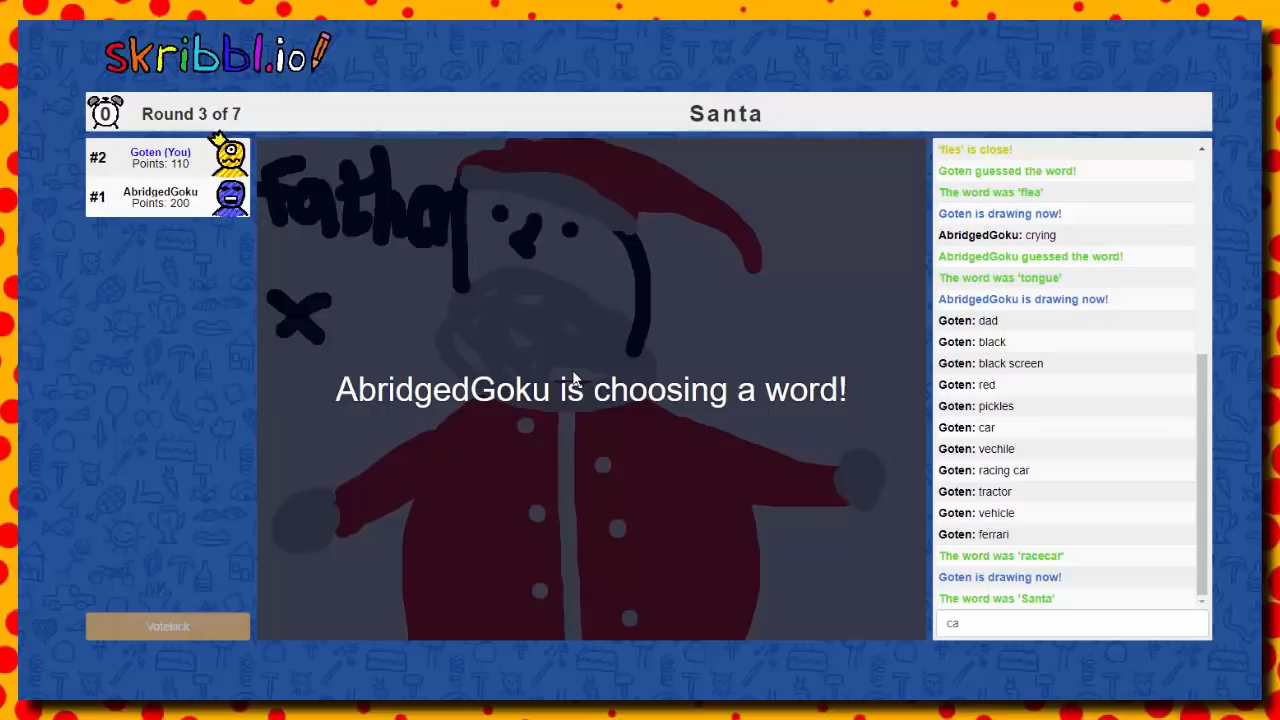 skribbl.io
0
Round 3 of 7
Santa
#2
Goten (You)
Points: 110
#1
AbridgedGoku
Points: 200
Father
X
AbridgedGoku is choosing a word!
'fles' is close!
Goten guessed the word!
The word was 'flea'
Goten is drawing now!
AbridgedGoku: crying
AbridgedGoku guessed the word!
The word was 'tongue'
AbridgedGoku is drawing now!
Goten: dad
Goten: black
Goten: black screen
Goten: red
Goten: pickles
Goten: car
Goten: vechile
Goten: racing car
Goten: tractor
Goten: vehicle
Goten: ferrari
The word was 'racecar'
Goten is drawing now!
The word was 'Santa'
ca
Votekick